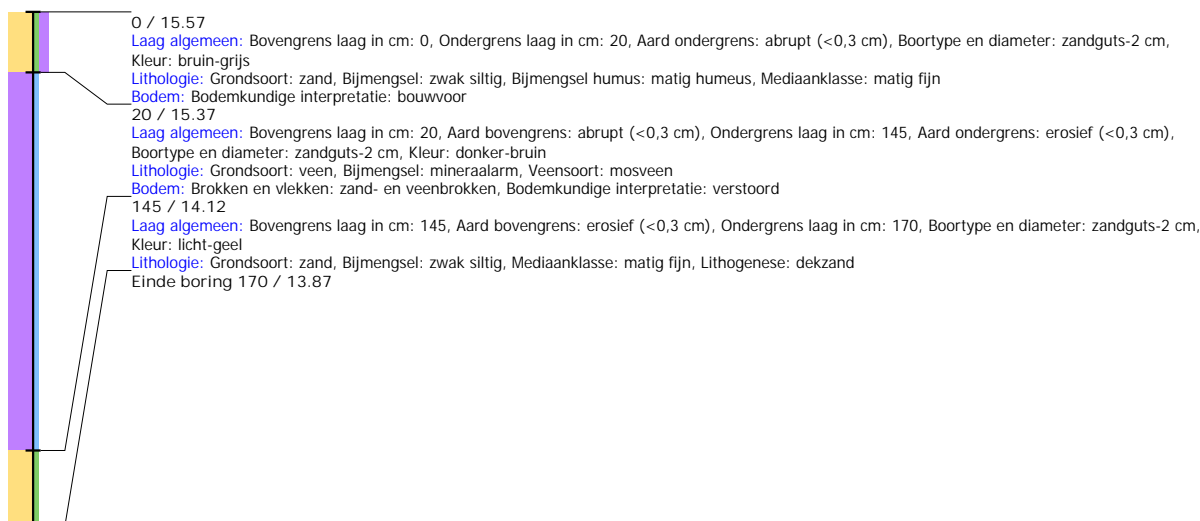 0 / 15.57
Laag algemeen: Bovengrens laag in cm: 0, Ondergrens laag in cm: 20, Aard ondergrens: abrupt (<0,3 cm), Boortype en diameter: zandguts-2 cm,
Kleur: bruin-grijs
Lithologie: Grondsoort: zand, Bijmengsel: zwak siltig, Bijmengsel humus: matig humeus, Mediaanklasse: matig fijn
Bodem: Bodemkundige interpretatie: bouwvoor
20 / 15.37
Laag algemeen: Bovengrens laag in cm: 20, Aard bovengrens: abrupt (<0,3 cm), Ondergrens laag in cm: 145, Aard ondergrens: erosief (<0,3 cm),
Boortype en diameter: zandguts-2 cm, Kleur: donker-bruin
Lithologie: Grondsoort: veen, Bijmengsel: mineraalarm, Veensoort: mosveen
Bodem: Brokken en vlekken: zand- en veenbrokken, Bodemkundige interpretatie: verstoord
145 / 14.12
Laag algemeen: Bovengrens laag in cm: 145, Aard bovengrens: erosief (<0,3 cm), Ondergrens laag in cm: 170, Boortype en diameter: zandguts-2 cm,
Kleur: licht-geel
Lithologie: Grondsoort: zand, Bijmengsel: zwak siltig, Mediaanklasse: matig fijn, Lithogenese: dekzand
Einde boring 170 / 13.87